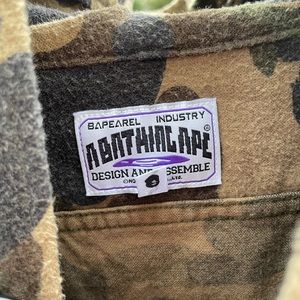 BAPEAREL INDUSTRY
ABATHINGAPE®
DESIGN AND ASSEMBLE
S